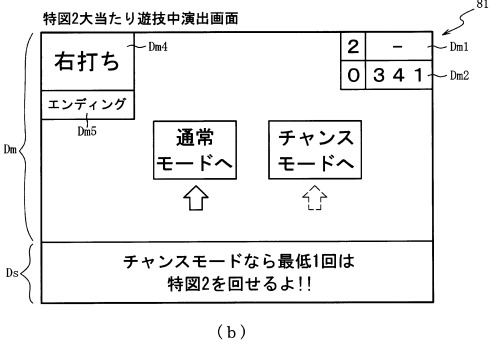 特図2大当たり遊技中演出画面
81
右打ち
Dm4
2
-
Dm1
0
341
Dm2
エンディング
Dm5
Dm
通常
モードへ
チャンス
モードへ
Ds
チャンスモードなら最低1回は
特図2を回せるよ!!
(b)